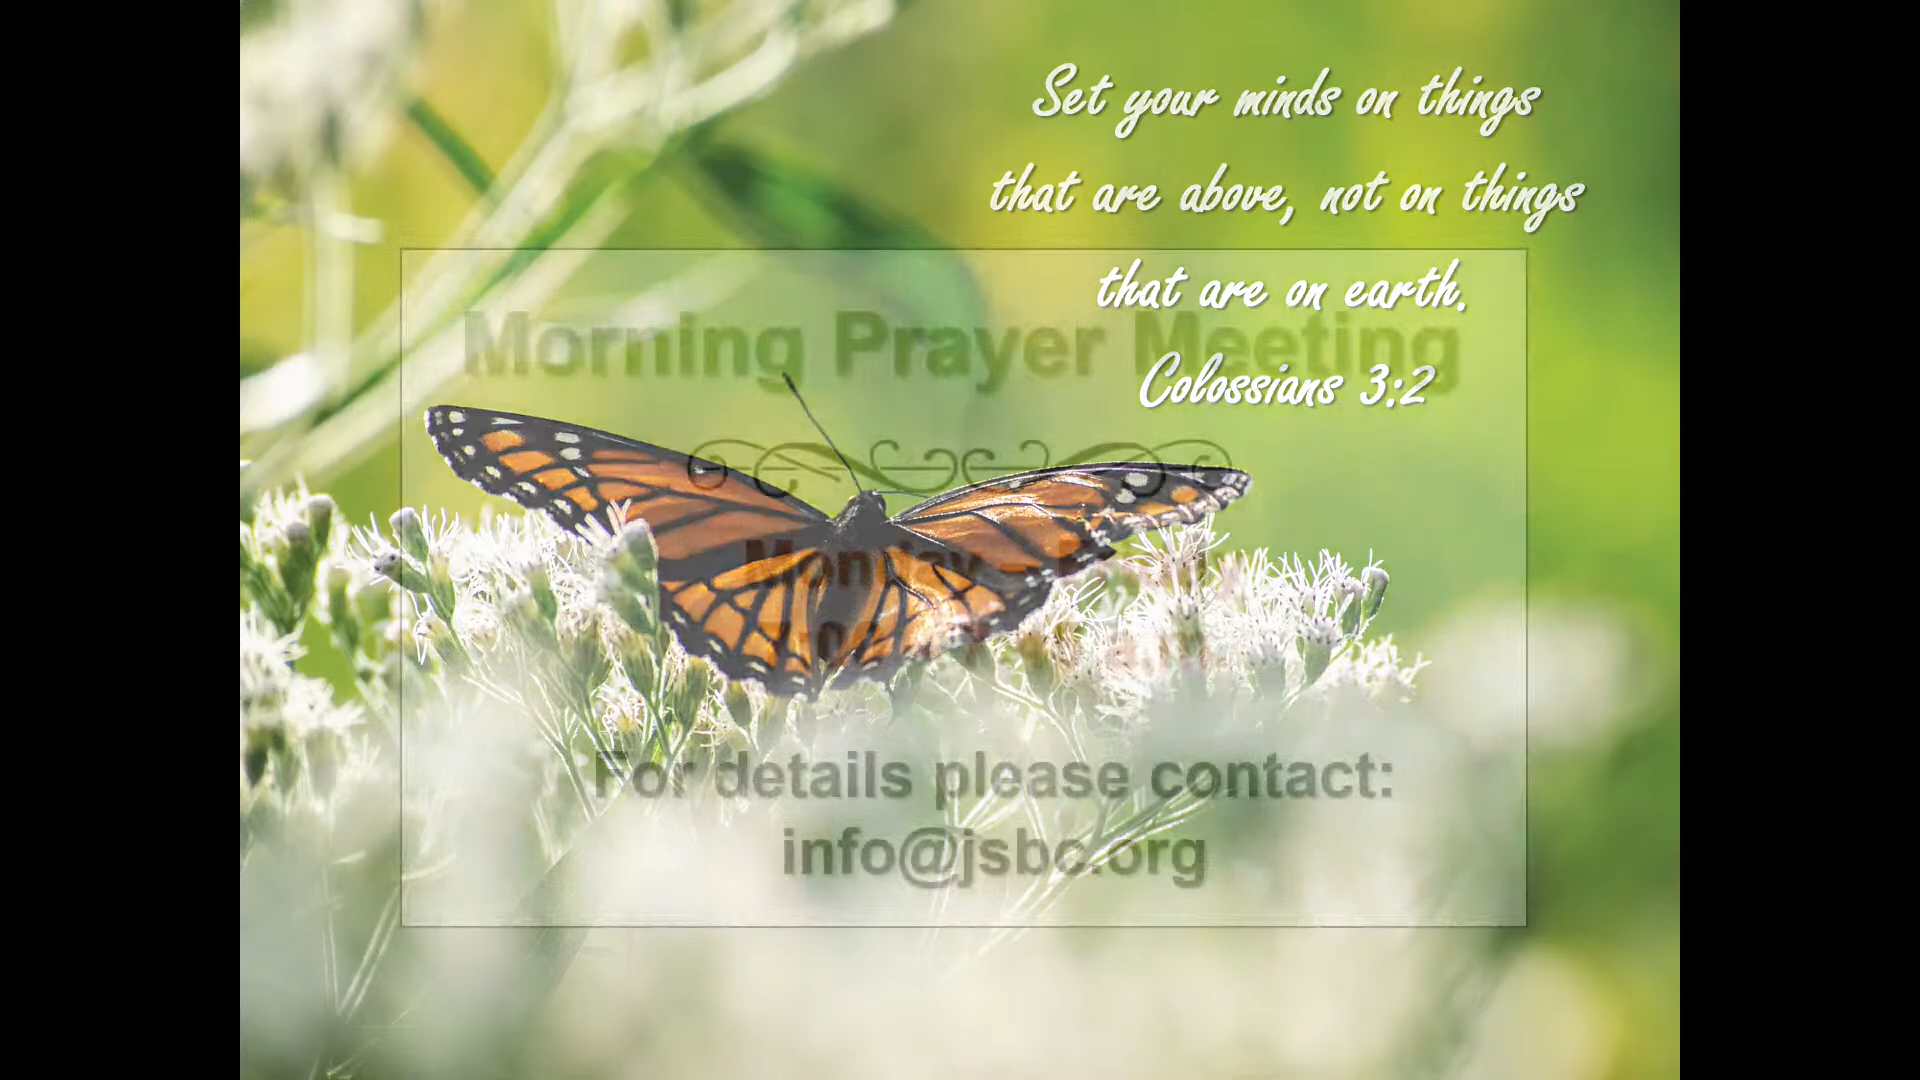 Set your minds on things
that are above, not on things
that are on earth.
Colossians 3:2
Morning Prayer Meeting
Monday -
For details please contact:
info@jsbc.org